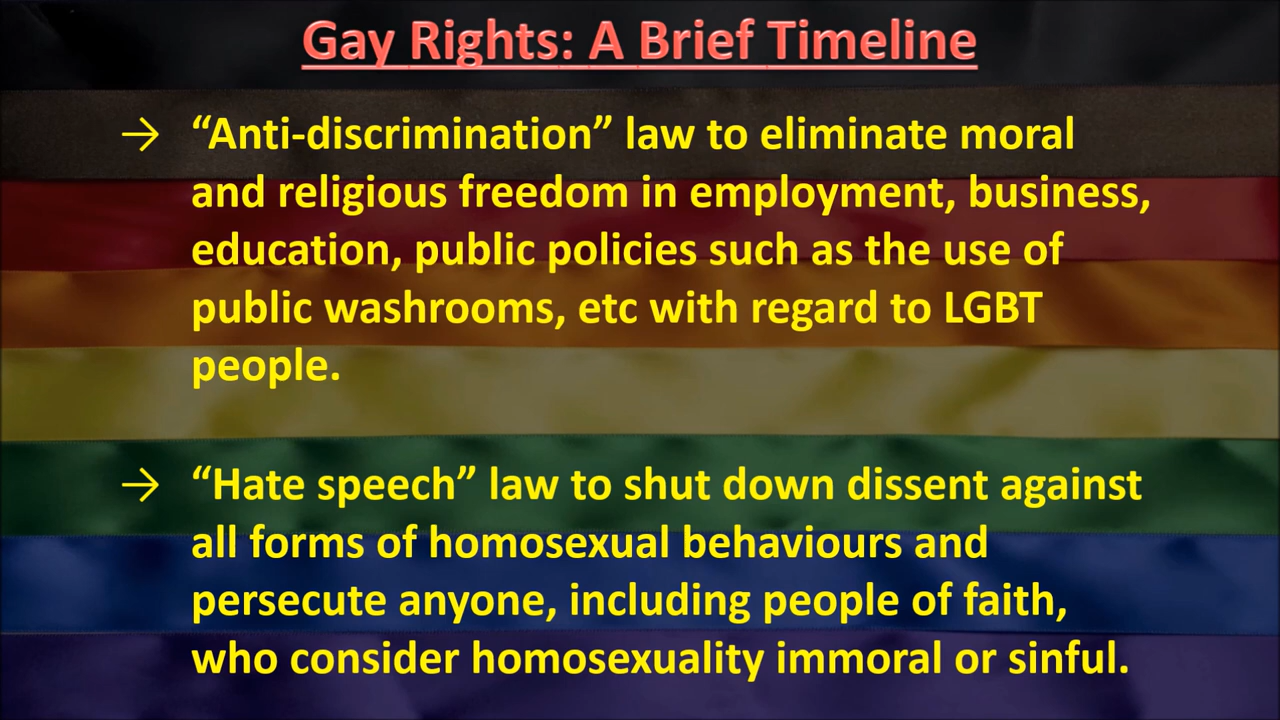 Gay Rights: A Brief Timeline
→ “Anti-discrimination” law to eliminate moral
and religious freedom in employment, business,
education, public policies such as the use of
public washrooms, etc with regard to LGBT
people.
→ “Hate speech” law to shut down dissent against
all forms of homosexual behaviours and
persecute anyone, including people of faith,
who consider homosexuality immoral or sinful.